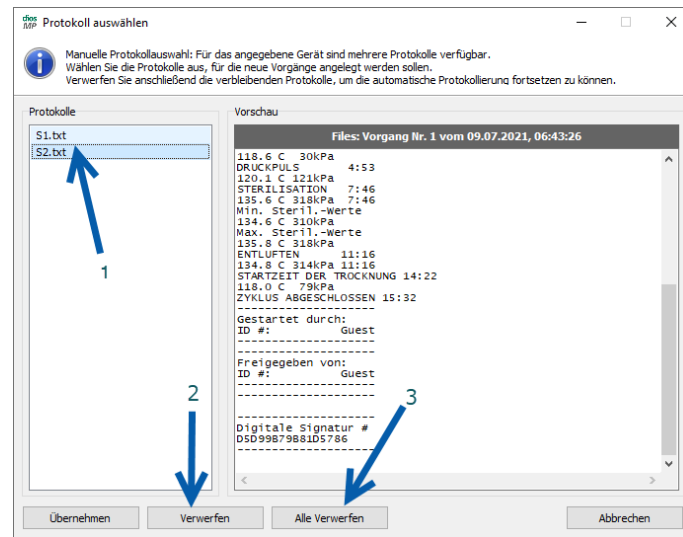 dios
MP Protokoll auswählen
Manuelle Protokollauswahl: Für das angegebene Gerät sind mehrere Protokolle verfügbar.
Wählen Sie die Protokolle aus, für die neue Vorgänge angelegt werden sollen.
Verwerfen Sie anschließend die verbleibenden Protokolle, um die automatische Protokollierung fortsetzen zu können.
Protokolle
S1.txt
S2.txt
1
Vorschau
Files: Vorgang Nr. 1 vom 09.07.2021, 06:43:26
118.6 C 30kPa
DRUCKPULS 4:53
120.1 C 121kPa
STERILISATION 7:46
135.6 C 318kPa 7:46
Min. Steril.-Werte
134.6 C 310kPa
Max. Steril.-Werte
135.8 C 318kPa
ENTLUFTEN 11:16
134.8 C 314kPa 11:16
STARTZEIT DER TROCKNUNG 14:22
118.0 C 79kPa
ZYKLUS ABGESCHLOSSEN 15:32
--------------------
Gestartet durch:
ID #: Guest
--------------------
--------------------
Freigegeben von:
ID #: Guest
--------------------
--------------------
--------------------
Digitale Signatur #
D5D99B79B81D5786
--------------------
2
3
Übernehmen
Verwerfen
Alle Verwerfen
Abbrechen